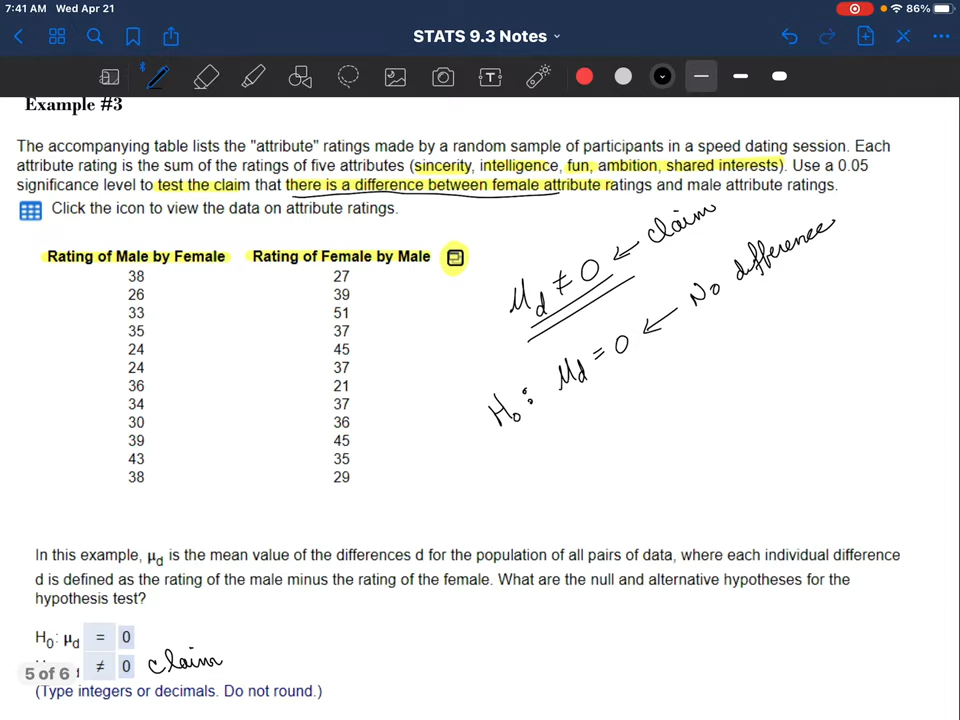 7:41 AM Wed Apr 21
86%
STATS 9.3 Notes
T
Example #3
The accompanying table lists the "attribute" ratings made by a random sample of participants in a speed dating session. Each
attribute rating is the sum of the ratings of five attributes (sincerity, intelligence, fun, ambition, shared interests). Use a 0.05
significance level to test the claim that there is a difference between female attribute ratings and male attribute ratings.
Click the icon to view the data on attribute ratings.
Rating of Male by Female Rating of Female by Male
38 27
26 39
33 51
35 37
24 45
24 37
36 21
34 37
30 36
39 45
43 35
38 29
μd ≠ 0 ← claim
H0: μd = 0 ← No difference
In this example, μd is the mean value of the differences d for the population of all pairs of data, where each individual difference
d is defined as the rating of the male minus the rating of the female. What are the null and alternative hypotheses for the
hypothesis test?
H0: μd = 0
≠ 0 claim
5 of 6
(Type integers or decimals. Do not round.)